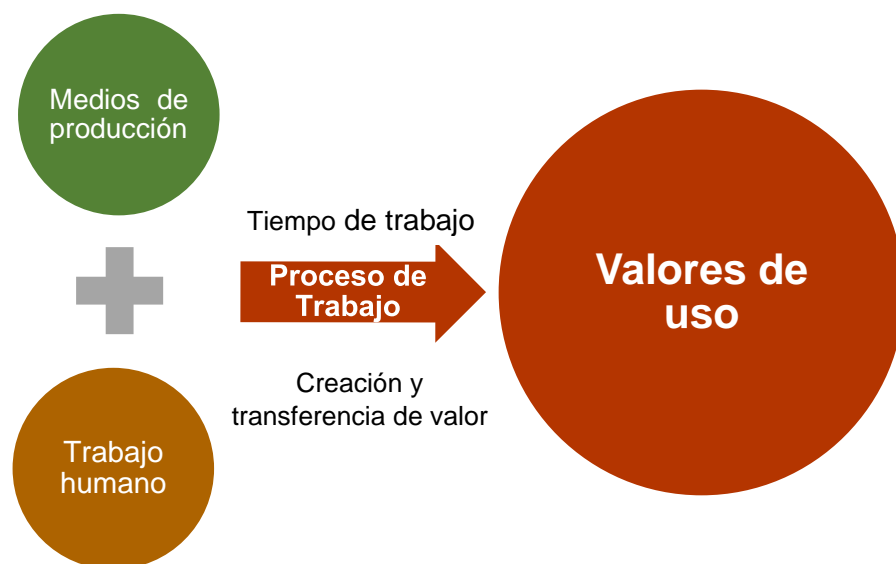 Medios de
producción
Tiempo de trabajo
Proceso de
Trabajo
Creación y
transferencia de valor
Trabajo
humano
Valores de
uso